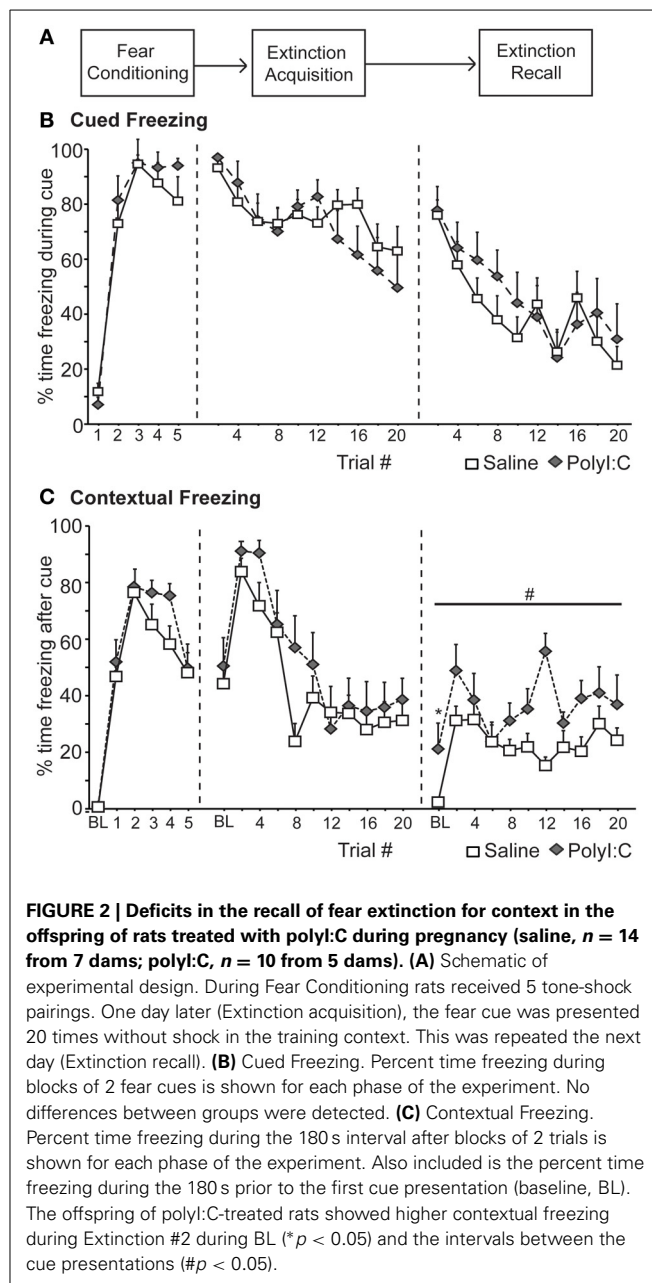 A
Fear
Conditioning
Extinction
Acquisition
Extinction
Recall
B Cued Freezing
% time freezing during cue
100
80
60
40
20
0
1 2 3 4 5 4 8 12 16 20 4 8 12 16 20
Trial #
Saline PolyI:C
C Contextual Freezing
% time freezing after cue
100
80
60
40
20
0
#
*
BL 1 2 3 4 5 BL 4 8 12 16 20 BL 4 8 12 16 20
Trial #
Saline PolyI:C
FIGURE 2 | Deficits in the recall of fear extinction for context in the
offspring of rats treated with polyI:C during pregnancy (saline, n = 14
from 7 dams; polyI:C, n = 10 from 5 dams). (A) Schematic of
experimental design. During Fear Conditioning rats received 5 tone-shock
pairings. One day later (Extinction acquisition), the fear cue was presented
20 times without shock in the training context. This was repeated the next
day (Extinction recall). (B) Cued Freezing. Percent time freezing during
blocks of 2 fear cues is shown for each phase of the experiment. No
differences between groups were detected. (C) Contextual Freezing.
Percent time freezing during the 180 s interval after blocks of 2 trials is
shown for each phase of the experiment. Also included is the percent time
freezing during the 180 s prior to the first cue presentation (baseline, BL).
The offspring of polyI:C-treated rats showed higher contextual freezing
during Extinction #2 during BL (*p < 0.05) and the intervals between the
cue presentations (#p < 0.05).